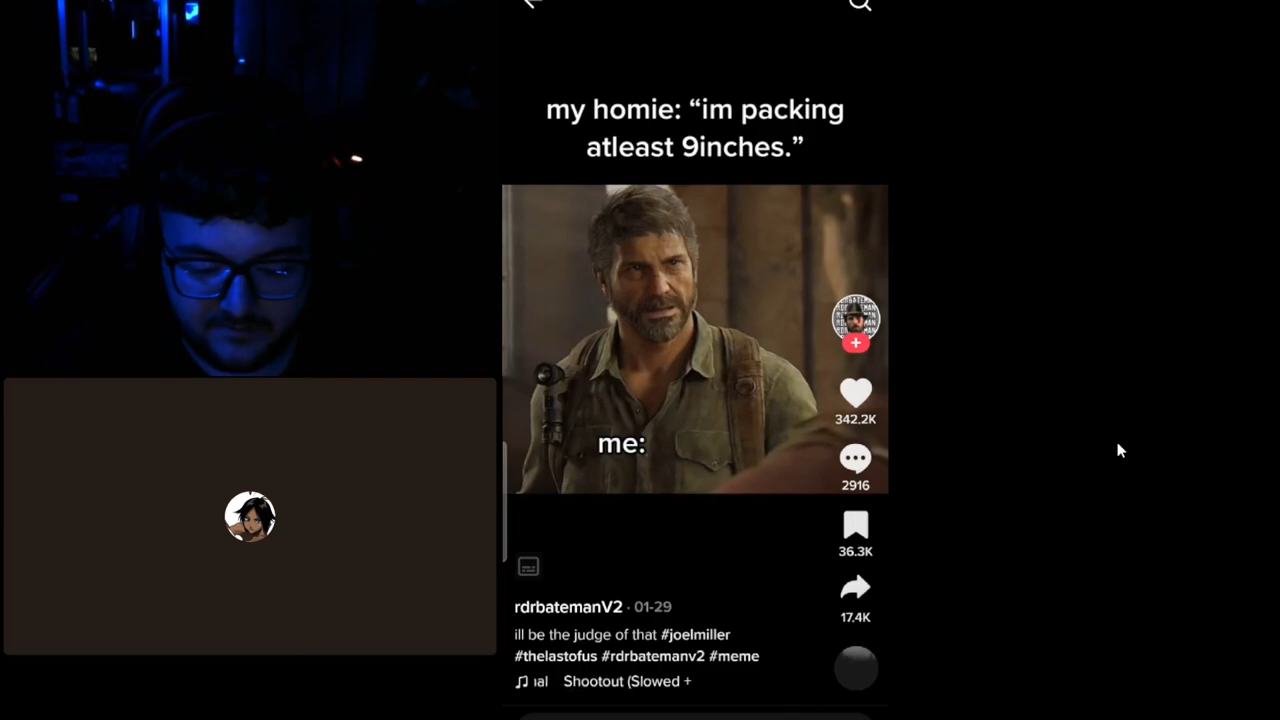 my homie: “im packing
atleast 9inches.”
me:
342.2K
2916
36.3K
17.4K
rdrbatemanV2 · 01-29
ill be the judge of that #joelmiller
#thelastofus #rdrbatemanv2 #meme
ıal Shootout (Slowed +